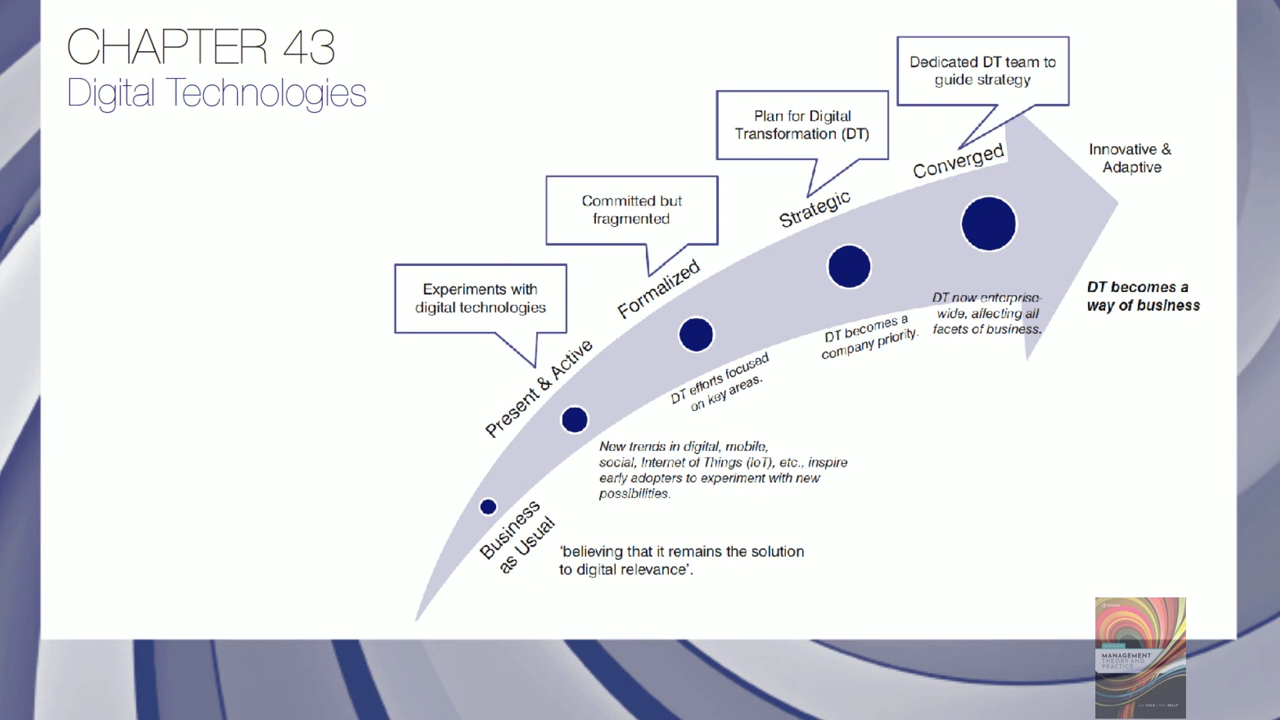 CHAPTER 43
Digital Technologies
Dedicated DT team to
guide strategy
Plan for Digital
Transformation (DT)
Committed but
fragmented
Experiments with
digital technologies
Converged
Strategic
Formalized
Present & Active
Business
as Usual
Innovative &
Adaptive
DT becomes a
way of business
DT now enterprise-
wide, affecting all
facets of business.
DT becomes a
company priority.
DT efforts focused
on key areas.
New trends in digital, mobile,
social, Internet of Things (IoT), etc., inspire
early adopters to experiment with new
possibilities.
'believing that it remains the solution
to digital relevance'.
MANAGEMENT
THEORY AND
PRACTICE